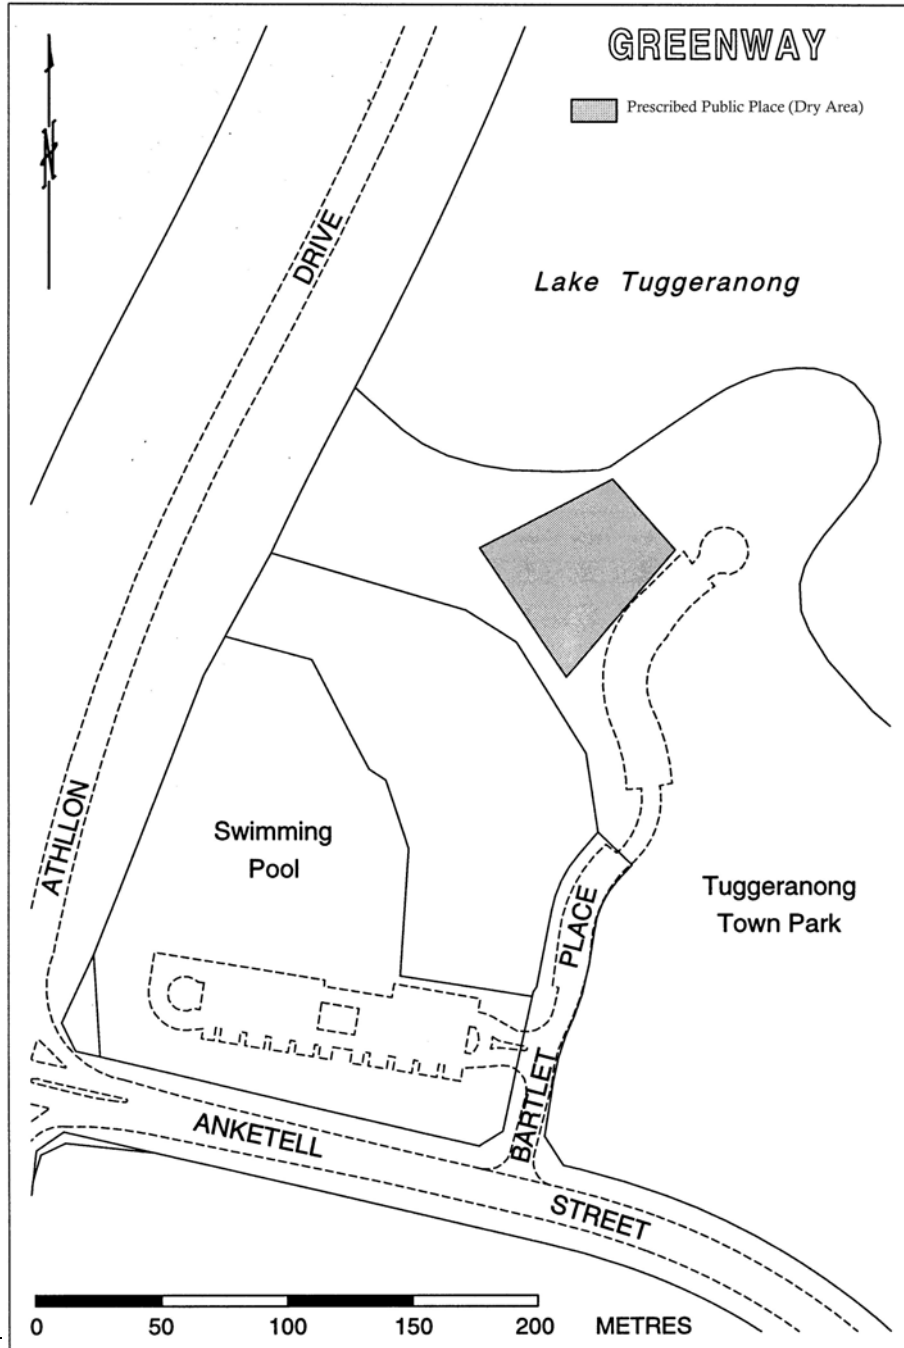 GREENWAY
Prescribed Public Place (Dry Area)
N
DRIVE
Lake Tuggeranong
ATHLLON
Swimming
Pool
PLACE
Tuggeranong
Town Park
BARTLET
ANKETELL
STREET
0 50 100 150 200 METRES